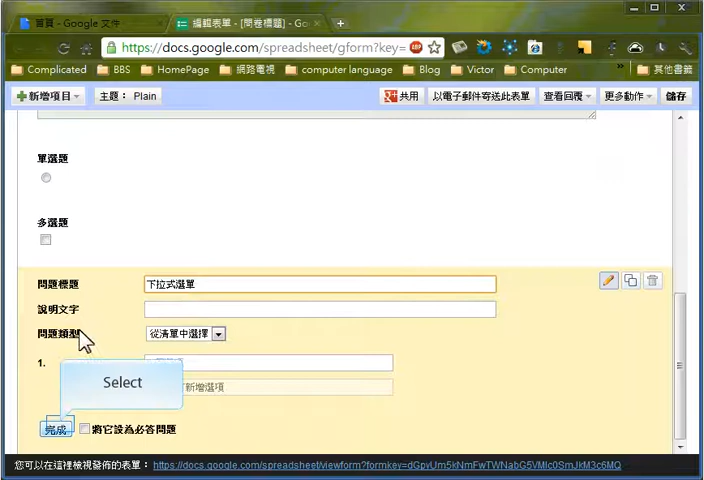 首頁 - Google 文件
編輯表單 - [問卷標題] - Go
https://docs.google.com/spreadsheet/gform?key=
Complicated BBS HomePage 網路電視 computer language Blog Victor Computer » 其他書籤
新增項目 主題： Plain 共用 以電子郵件寄送此表單 查看回覆 更多動作 儲存
單選題
多選題
問題標題 下拉式選單
說明文字
問題類型 從清單中選擇
1.
Select
新增選項
完成 將它設為必答問題
您可以在這裡檢視發佈的表單： https://docs.google.com/spreadsheet/viewform?formkey=dGpvUm5kNmFwTWNabG5VMlc0SmJkM3c6MQ